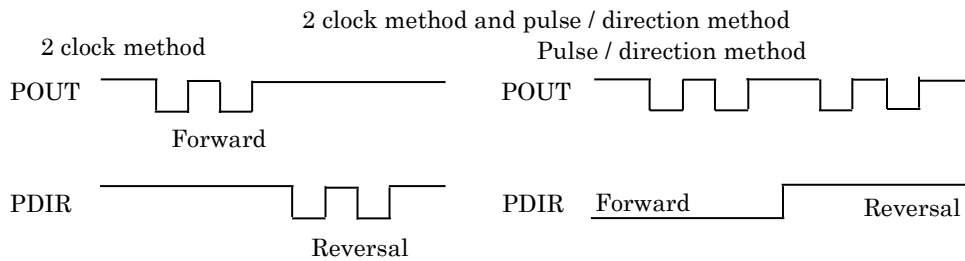 2 clock method and pulse / direction method
2 clock method
Pulse / direction method
POUT
POUT
Forward
PDIR
PDIR
Forward
Reversal
Reversal